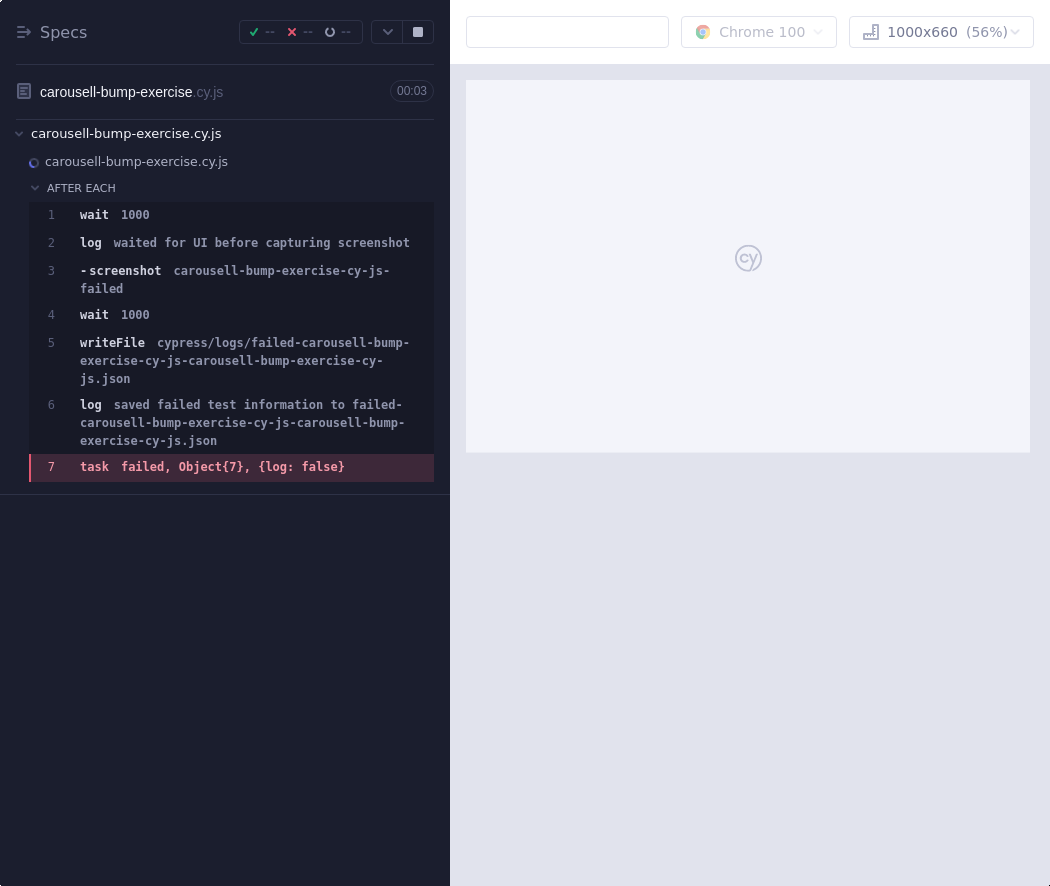 Specs
--
--
--
Chrome 100
1000x660 (56%)
carousell-bump-exercise.cy.js
00:03
carousell-bump-exercise.cy.js
carousell-bump-exercise.cy.js
AFTER EACH
1 wait 1000
2 log waited for UI before capturing screenshot
3 -screenshot carousell-bump-exercise-cy-js-
failed
4 wait 1000
5 writeFile cypress/logs/failed-carousell-bump-
exercise-cy-js-carousell-bump-exercise-cy-
js.json
6 log saved failed test information to failed-
carousell-bump-exercise-cy-js-carousell-bump-
exercise-cy-js.json
7 task failed, Object{7}, {log: false}
cy